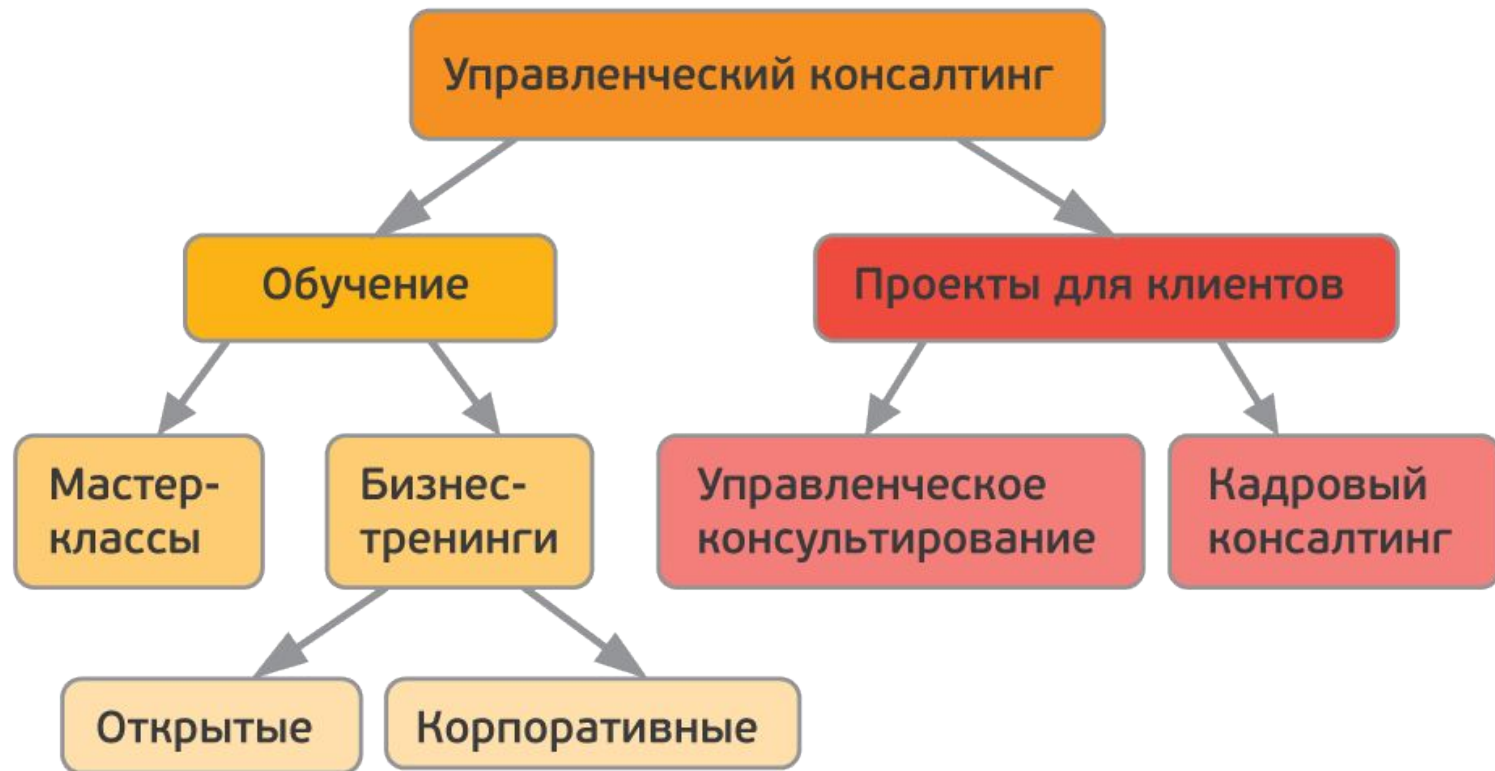 Управленческий консалтинг
Обучение
Проекты для клиентов
Мастер-
классы
Бизнес-
тренинги
Управленческое
консультирование
Кадровый
консалтинг
Открытые
Корпоративные